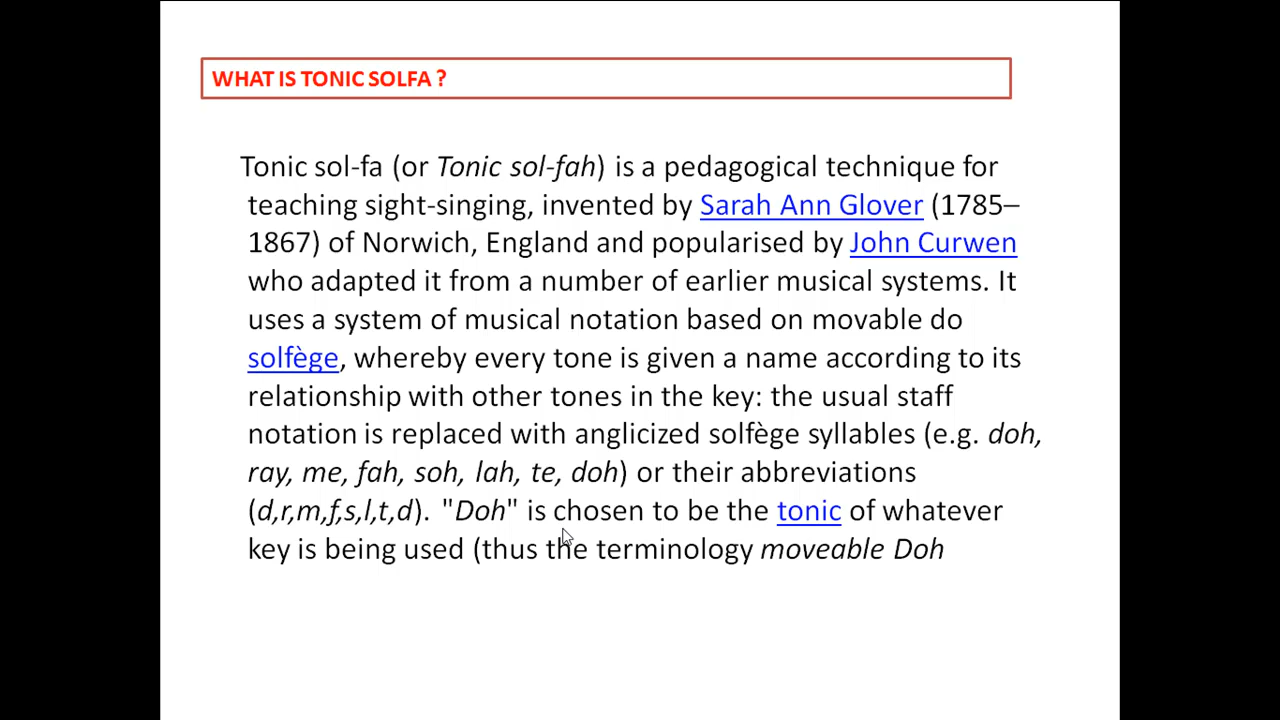 WHAT IS TONIC SOLFA ?
Tonic sol-fa (or Tonic sol-fah) is a pedagogical technique for
teaching sight-singing, invented by Sarah Ann Glover (1785–
1867) of Norwich, England and popularised by John Curwen
who adapted it from a number of earlier musical systems. It
uses a system of musical notation based on movable do
solfège, whereby every tone is given a name according to its
relationship with other tones in the key: the usual staff
notation is replaced with anglicized solfège syllables (e.g. doh,
ray, me, fah, soh, lah, te, doh) or their abbreviations
(d,r,m,f,s,l,t,d). "Doh" is chosen to be the tonic of whatever
key is being used (thus the terminology moveable Doh